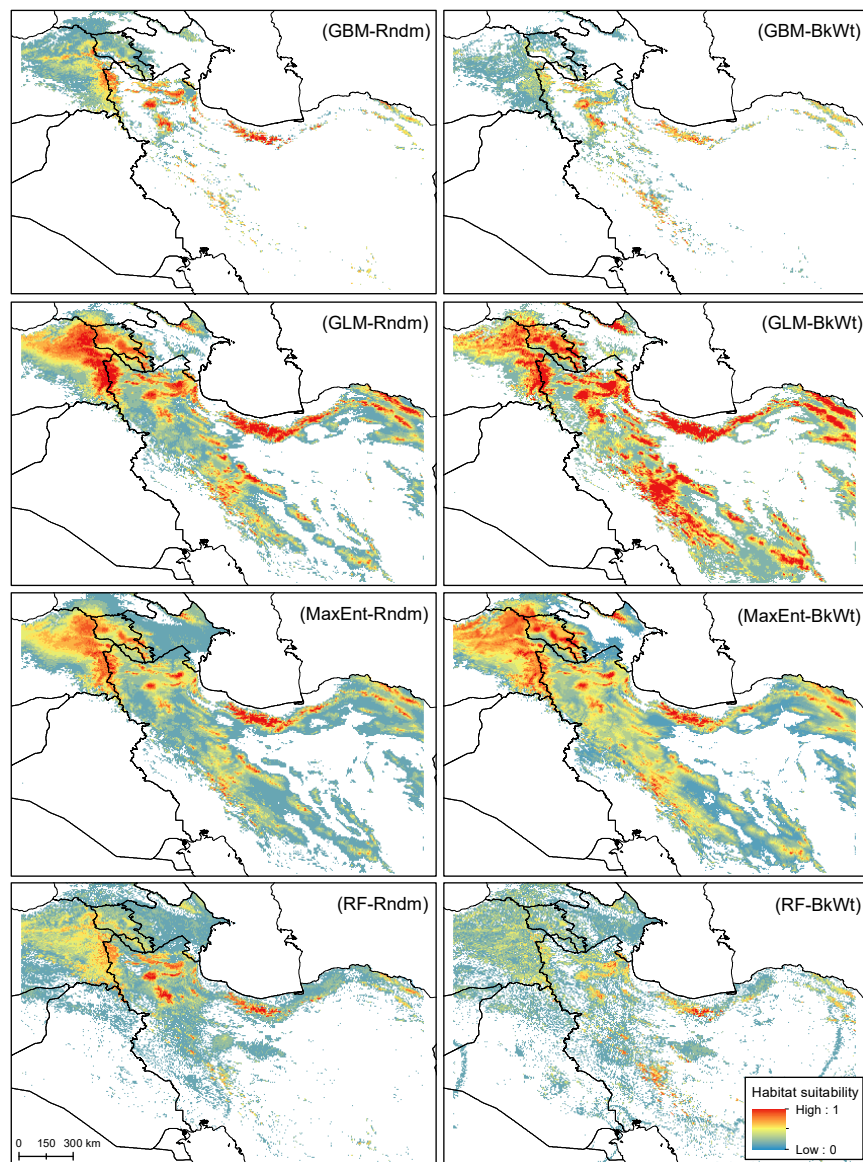 (GBM-Rndm)
(GBM-BkWt)
(GLM-Rndm)
(GLM-BkWt)
(MaxEnt-Rndm)
(MaxEnt-BkWt)
(RF-Rndm)
(RF-BkWt)
Habitat suitability
High : 1
Low : 0
0 150 300 km